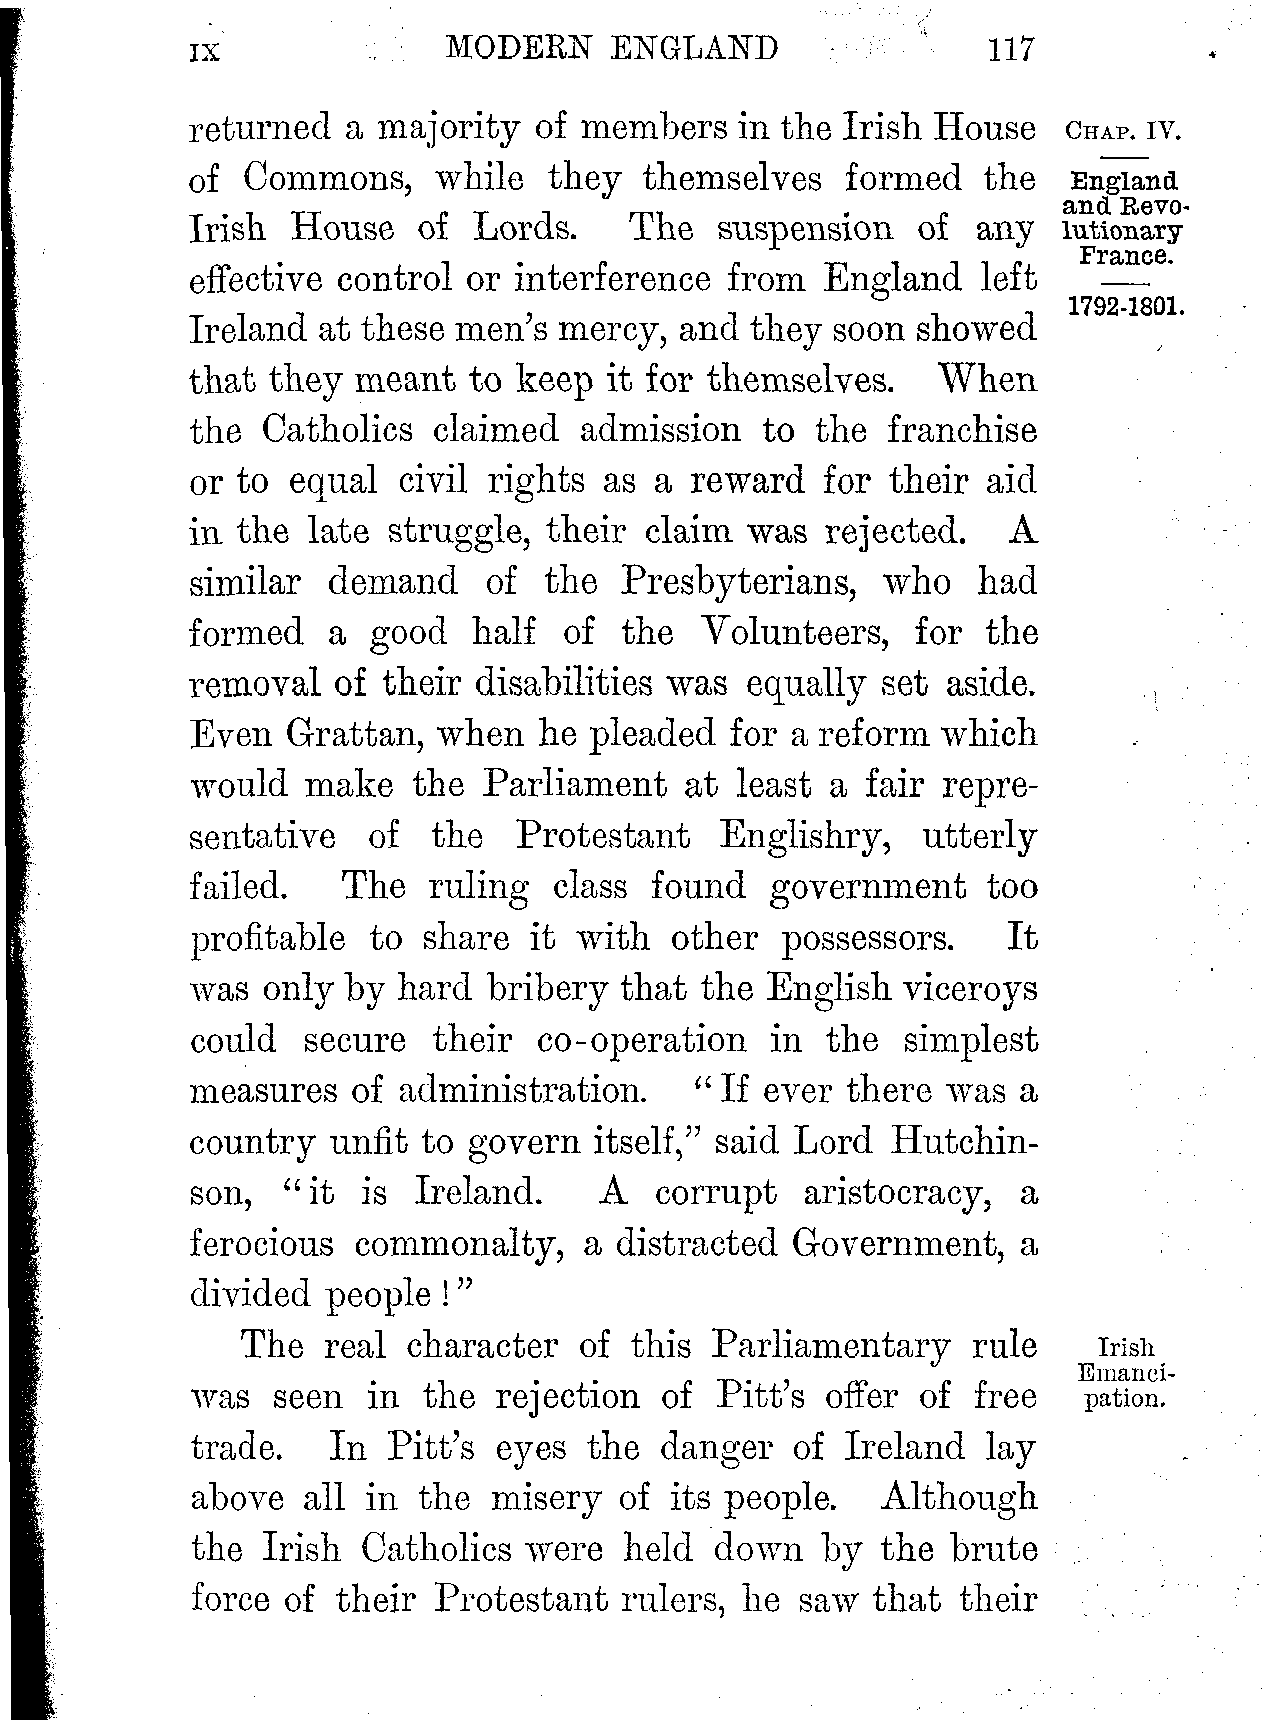 IX MODERN ENGLAND 117
returned a majority of members in the Irish House
of Commons, while they themselves formed the
Irish House of Lords. The suspension of any
effective control or interference from England left
Ireland at these men's mercy, and they soon showed
that they meant to keep it for themselves. When
the Catholics claimed admission to the franchise
or to equal civil rights as a reward for their aid
in the late struggle, their claim was rejected. A
similar demand of the Presbyterians, who had
formed a good half of the Volunteers, for the
removal of their disabilities was equally set aside.
Even Grattan, when he pleaded for a reform which
would make the Parliament at least a fair repre-
sentative of the Protestant Englishry, utterly
failed. The ruling class found government too
profitable to share it with other possessors. It
was only by hard bribery that the English viceroys
could secure their co-operation in the simplest
measures of administration. "If ever there was a
country unfit to govern itself," said Lord Hutchin-
son, "it is Ireland. A corrupt aristocracy, a
ferocious commonalty, a distracted Government, a
divided people!"
The real character of this Parliamentary rule
was seen in the rejection of Pitt's offer of free
trade. In Pitt's eyes the danger of Ireland lay
above all in the misery of its people. Although
the Irish Catholics were held down by the brute
force of their Protestant rulers, he saw that their
CHAP. IV.
England
and Revo-
lutionary
France.
1792-1801.
Irish
Emanci-
pation.